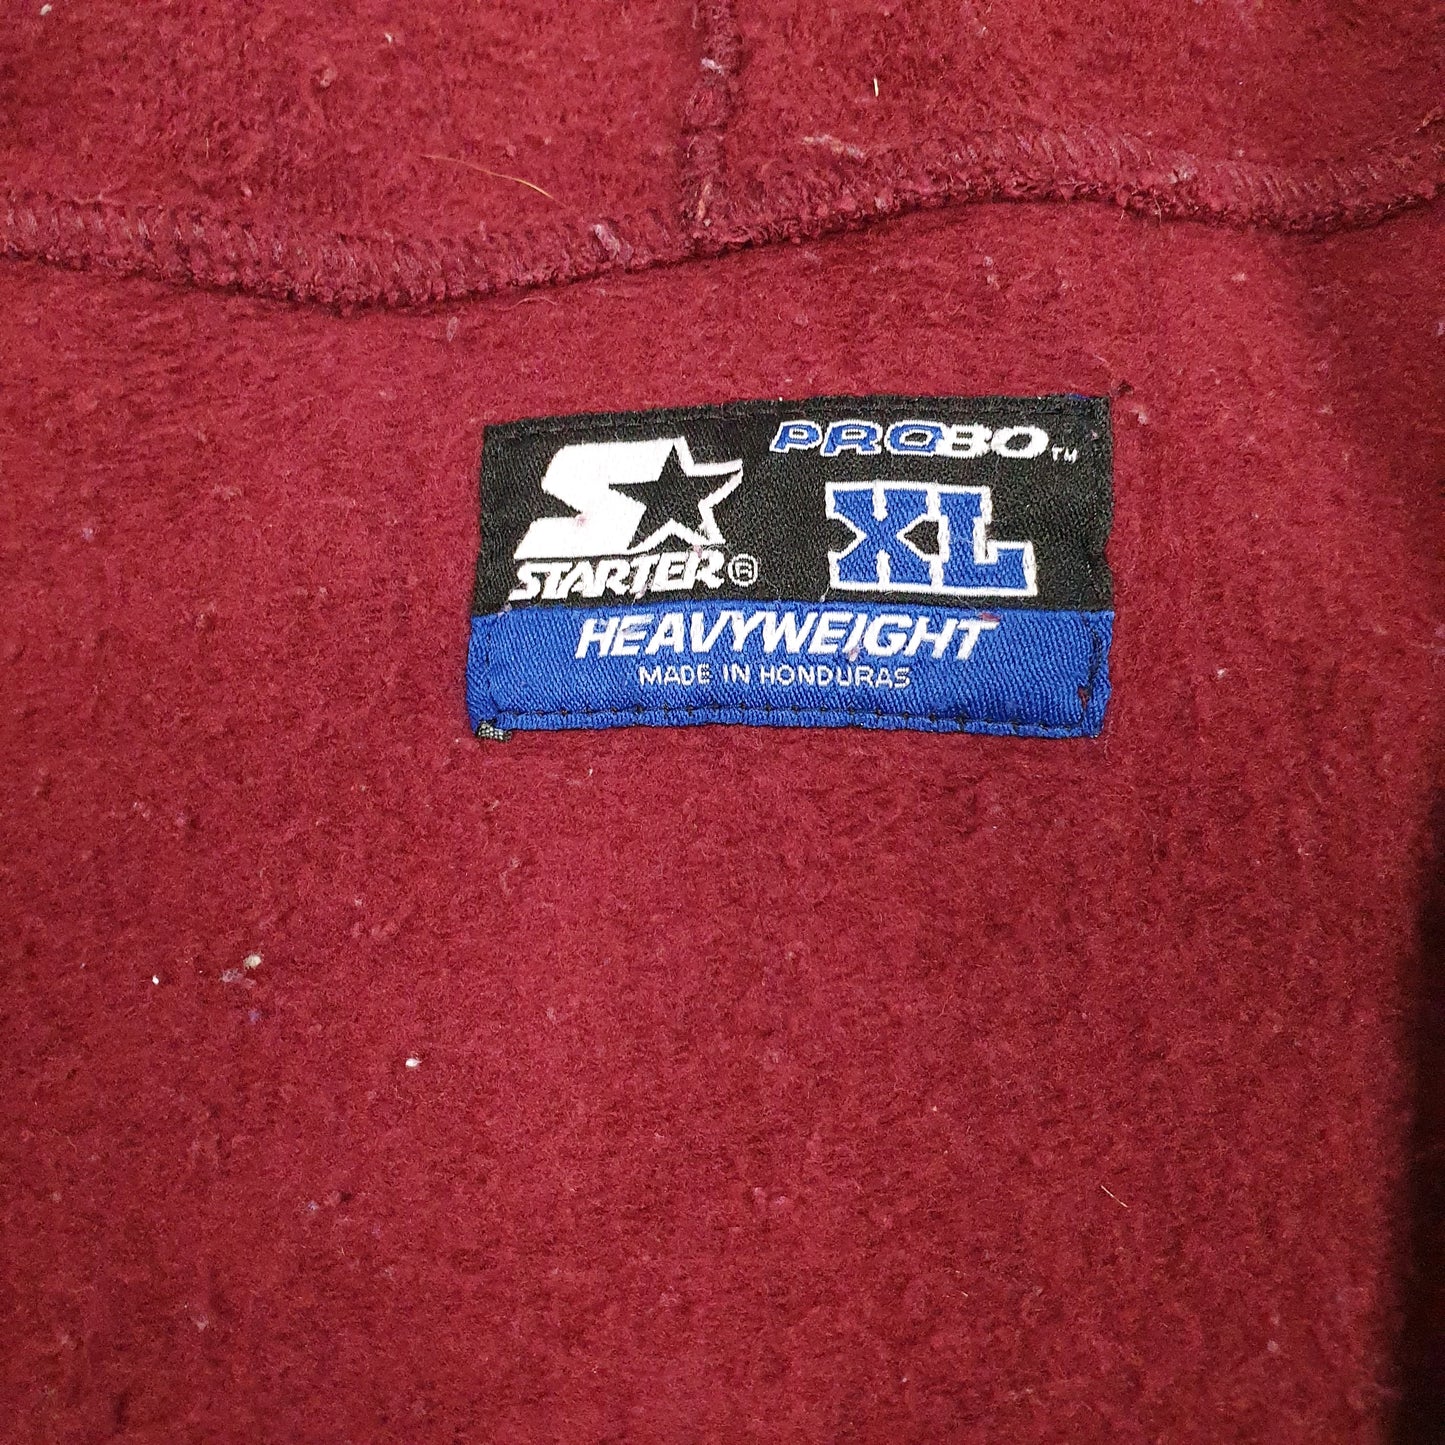 PRO80™
XL
STARTER®
HEAVYWEIGHT
MADE IN HONDURAS